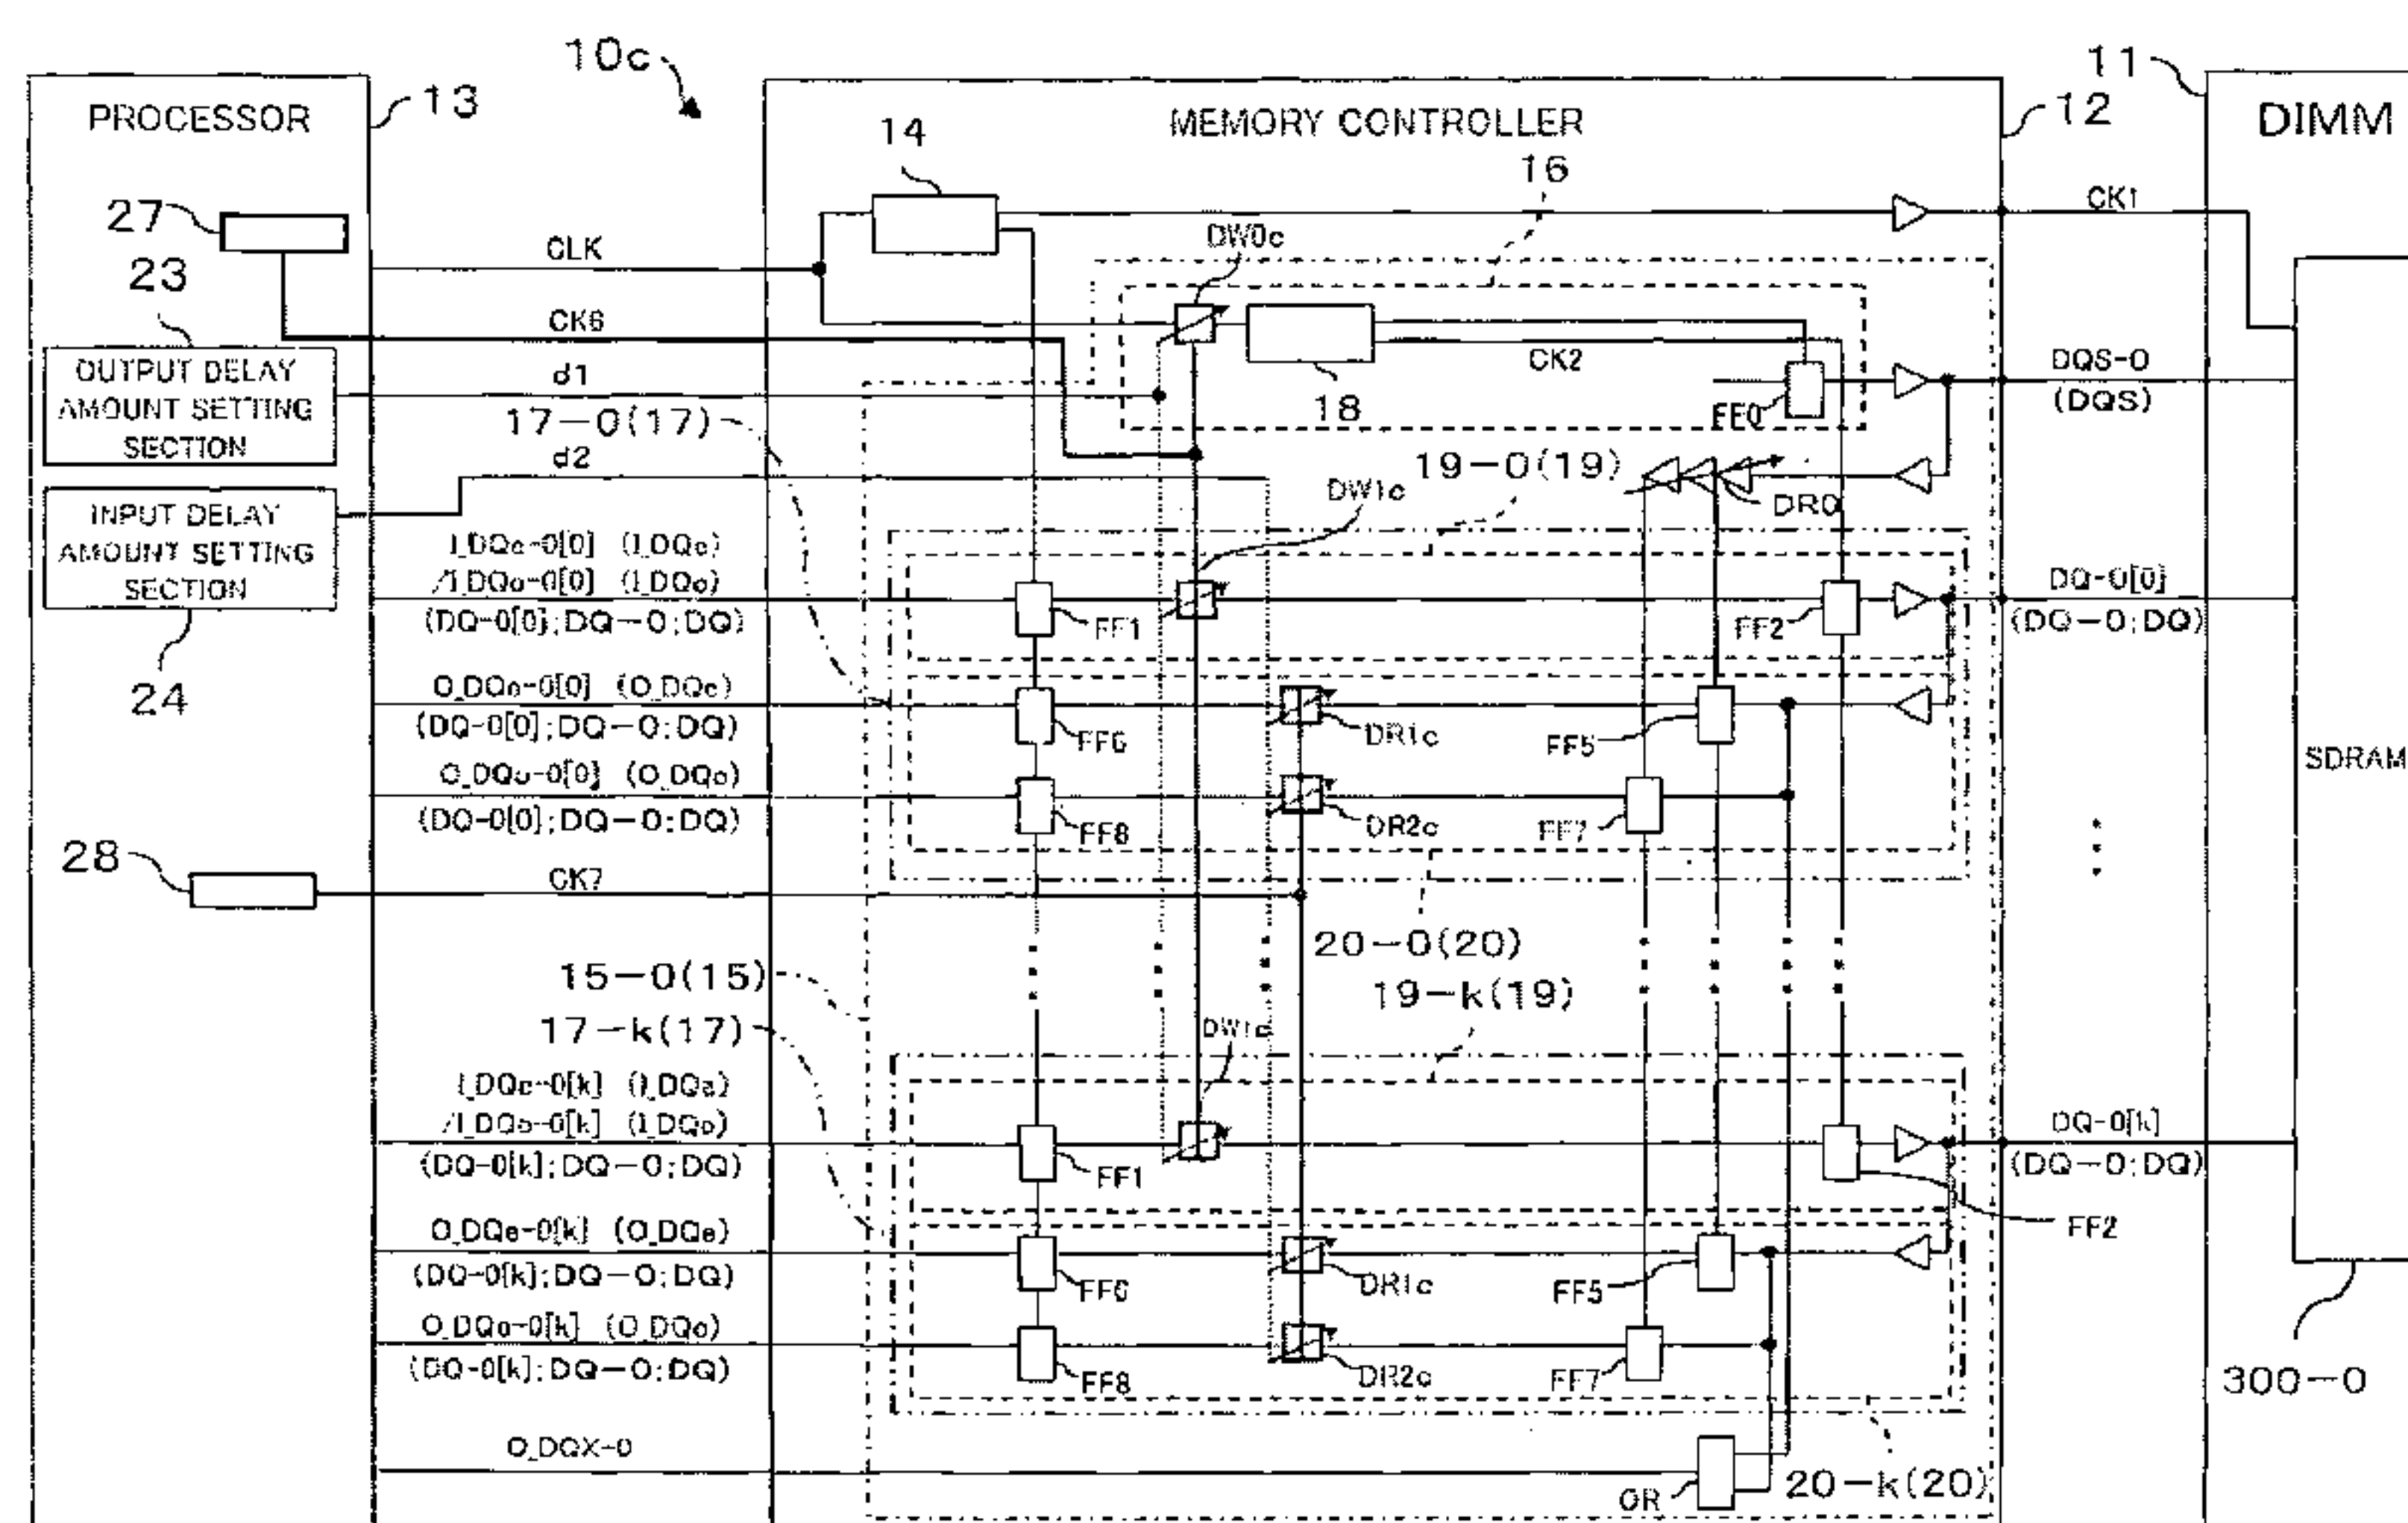 10c
11
PROCESSOR
13
MEMORY CONTROLLER
12
DIMM
14
16
27
CLK
DW0c
CK1
23
CK6
OUTPUT DELAY
AMOUNT SETTING
SECTION
d1
CK2
18
FF0
DQS-0
(DQS)
17-0(17)
d2
19-0(19)
DW1c
DR0
INPUT DELAY
AMOUNT SETTING
SECTION
24
I_DQe-0[0] (I_DQe)
/I_DQo-0[0] (I_DQo)
(DQ-0[0];DQ-0;DQ)
FF1
FF2
DQ-0[0]
(DQ-0;DQ)
O_DQe-0[0] (O_DQe)
(DQ-0[0];DQ-0;DQ)
FF6
DR1c
FF5
O_DQo-0[0] (O_DQo)
(DQ-0[0];DQ-0;DQ)
FF8
DR2c
FF7
SDRAM
28
CK7
20-0(20)
15-0(15)
19-k(19)
17-k(17)
DW1c
I_DQe-0[k] (I_DQe)
/I_DQo-0[k] (I_DQo)
(DQ-0[k];DQ-0;DQ)
FF1
DQ-0[k]
(DQ-0;DQ)
FF2
O_DQe-0[k] (O_DQe)
(DQ-0[k];DQ-0;DQ)
FF6
DR1c
FF5
O_DQo-0[k] (O_DQo)
(DQ-0[k];DQ-0;DQ)
FF8
DR2c
FF7
300-0
O_DQX-0
OR
20-k(20)